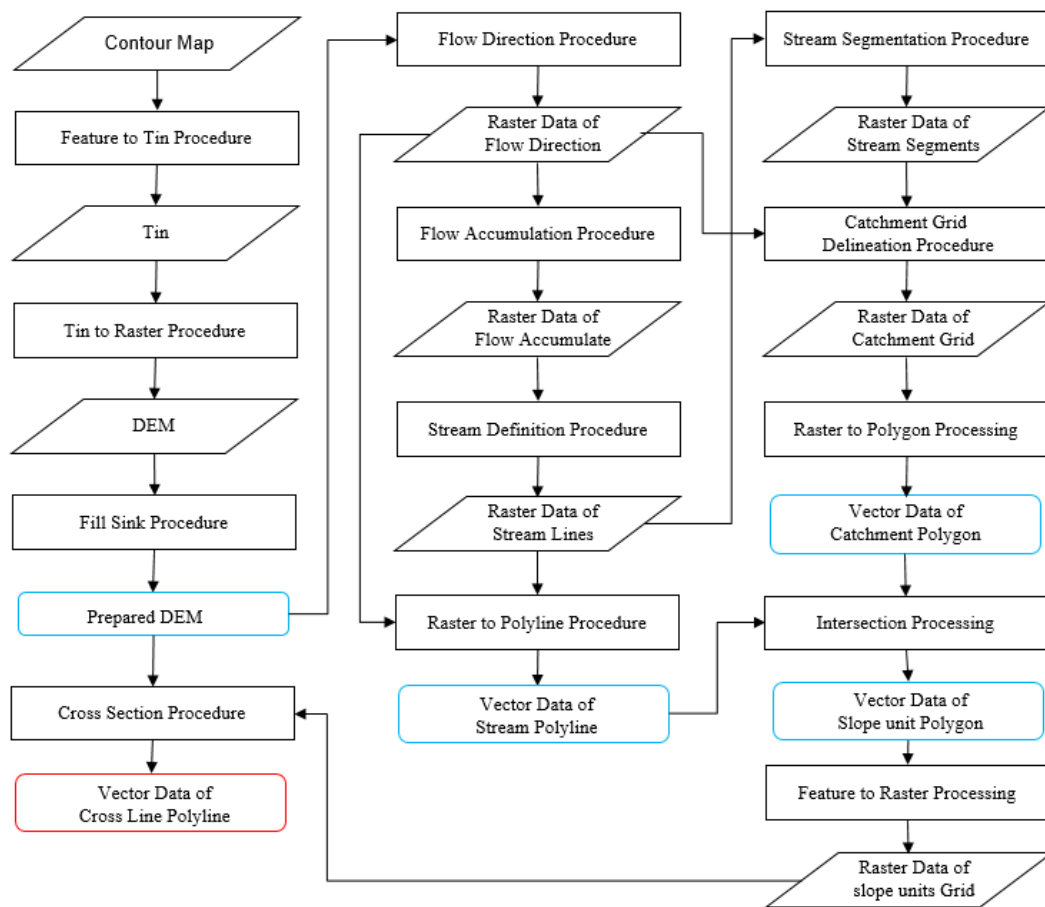 Contour Map
Feature to Tin Procedure
Tin
Tin to Raster Procedure
DEM
Fill Sink Procedure
Prepared DEM
Cross Section Procedure
Vector Data of
Cross Line Polyline
Flow Direction Procedure
Raster Data of
Flow Direction
Flow Accumulation Procedure
Raster Data of
Flow Accumulate
Stream Definition Procedure
Raster Data of
Stream Lines
Raster to Polyline Procedure
Vector Data of
Stream Polyline
Stream Segmentation Procedure
Raster Data of
Stream Segments
Catchment Grid
Delineation Procedure
Raster Data of
Catchment Grid
Raster to Polygon Processing
Vector Data of
Catchment Polygon
Intersection Processing
Vector Data of
Slope unit Polygon
Feature to Raster Processing
Raster Data of
slope units Grid